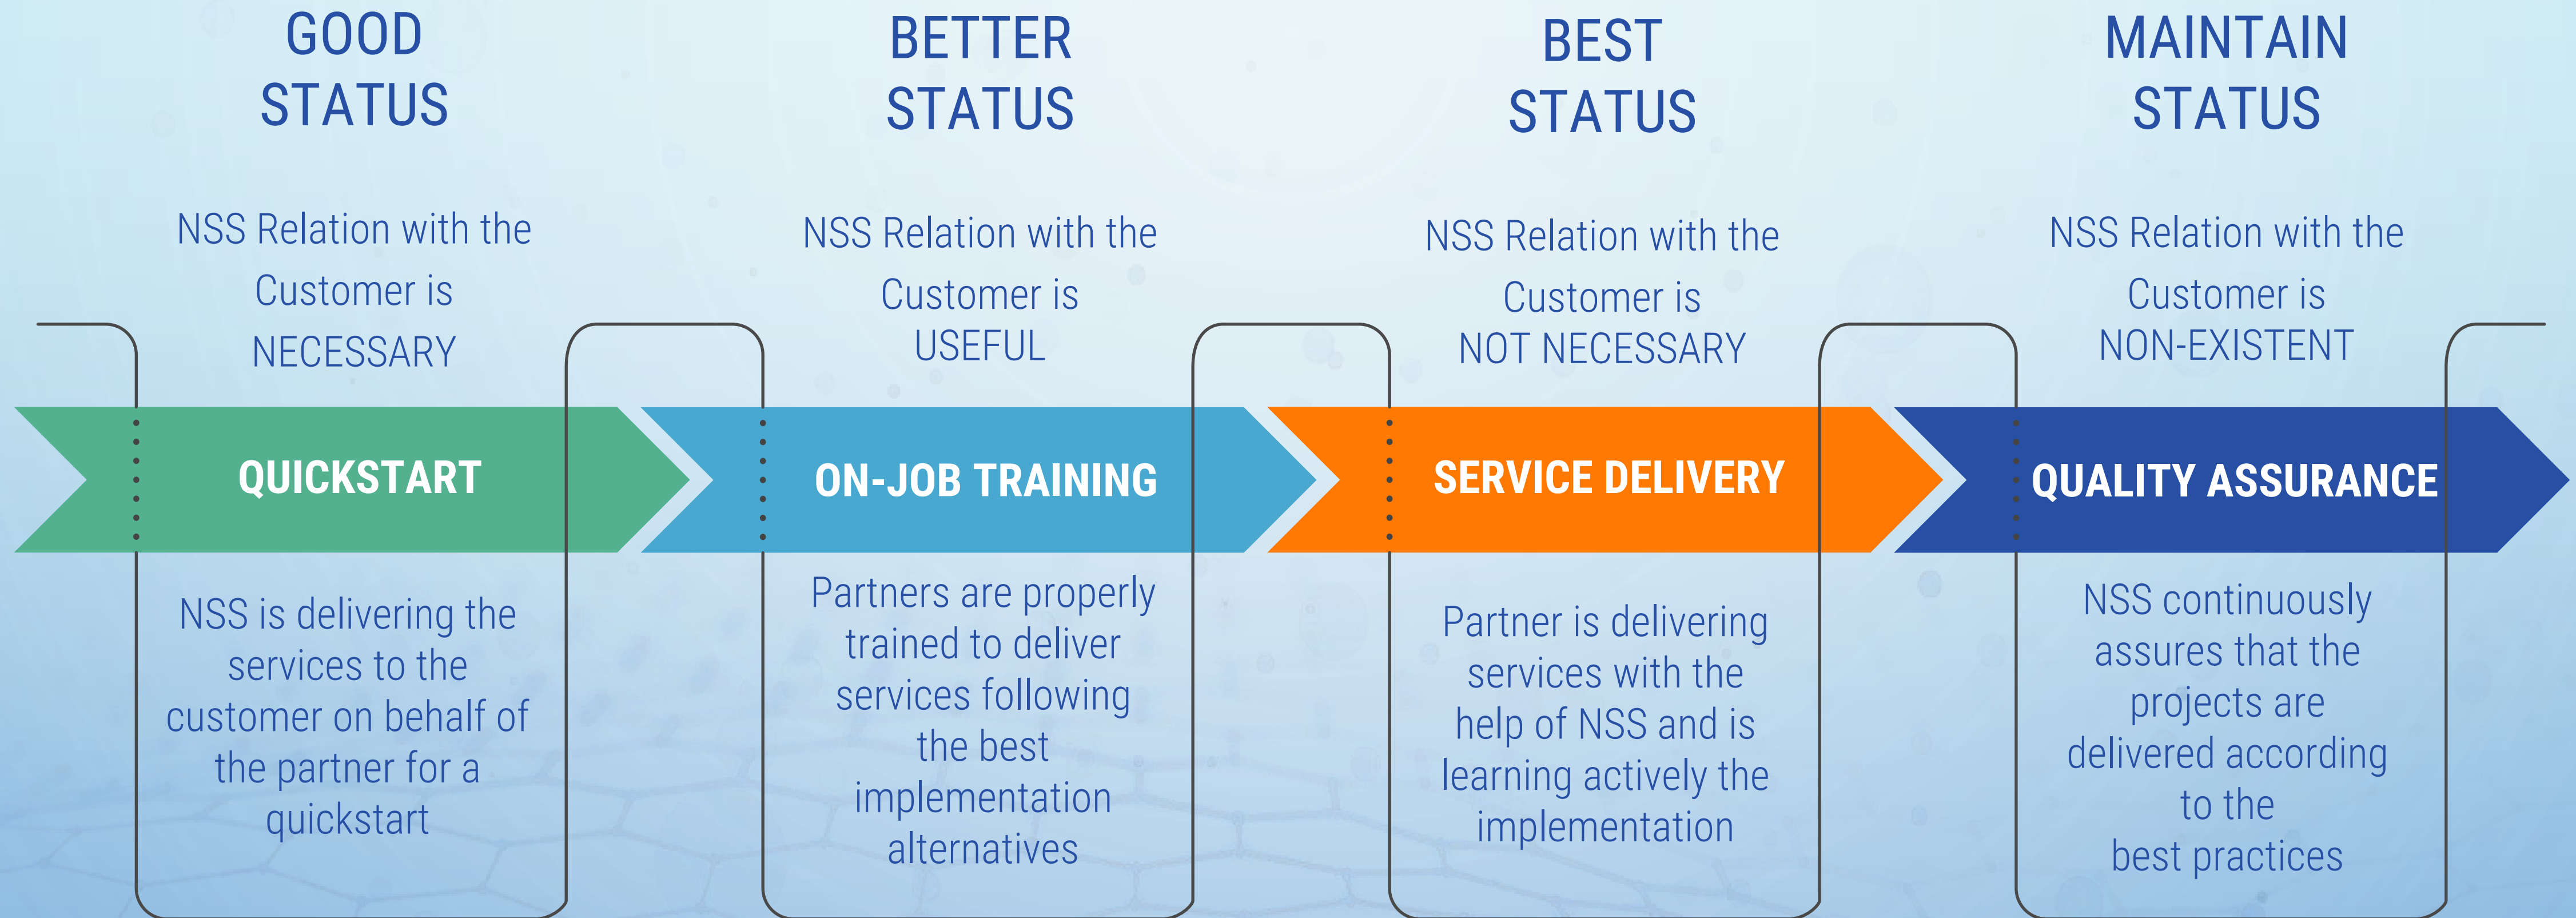 GOOD
STATUS
NSS Relation with the
Customer is
NECESSARY
QUICKSTART
NSS is delivering the
services to the
customer on behalf of
the partner for a
quickstart
BETTER
STATUS
NSS Relation with the
Customer is
USEFUL
ON-JOB TRAINING
Partners are properly
trained to deliver
services following
the best
implementation
alternatives
BEST
STATUS
NSS Relation with the
Customer is
NOT NECESSARY
SERVICE DELIVERY
Partner is delivering
services with the
help of NSS and is
learning actively the
implementation
MAINTAIN
STATUS
NSS Relation with the
Customer is
NON-EXISTENT
QUALITY ASSURANCE
NSS continuously
assures that the
projects are
delivered according
to the
best practices